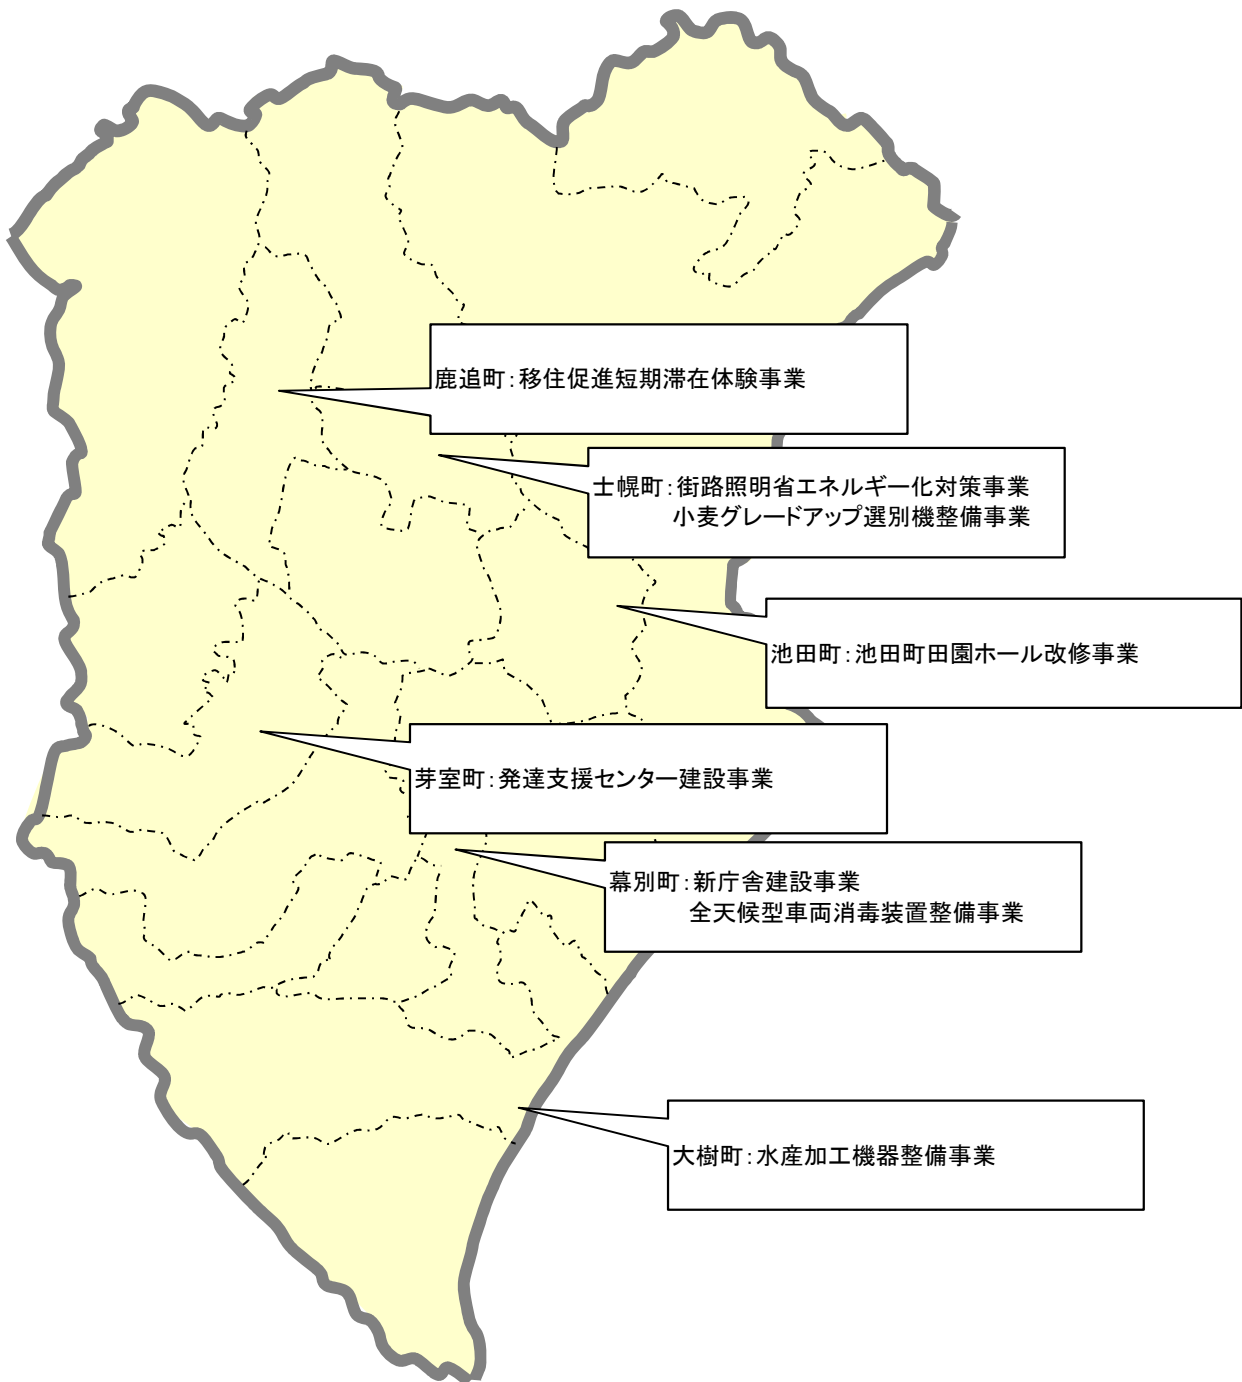 鹿追町：移住促進短期滞在体験事業
士幌町：街路照明省エネルギー化対策事業
小麦グレードアップ選別機整備事業
池田町：池田町田園ホール改修事業
芽室町：発達支援センター建設事業
幕別町：新庁舎建設事業
全天候型車両消毒装置整備事業
大樹町：水産加工機器整備事業